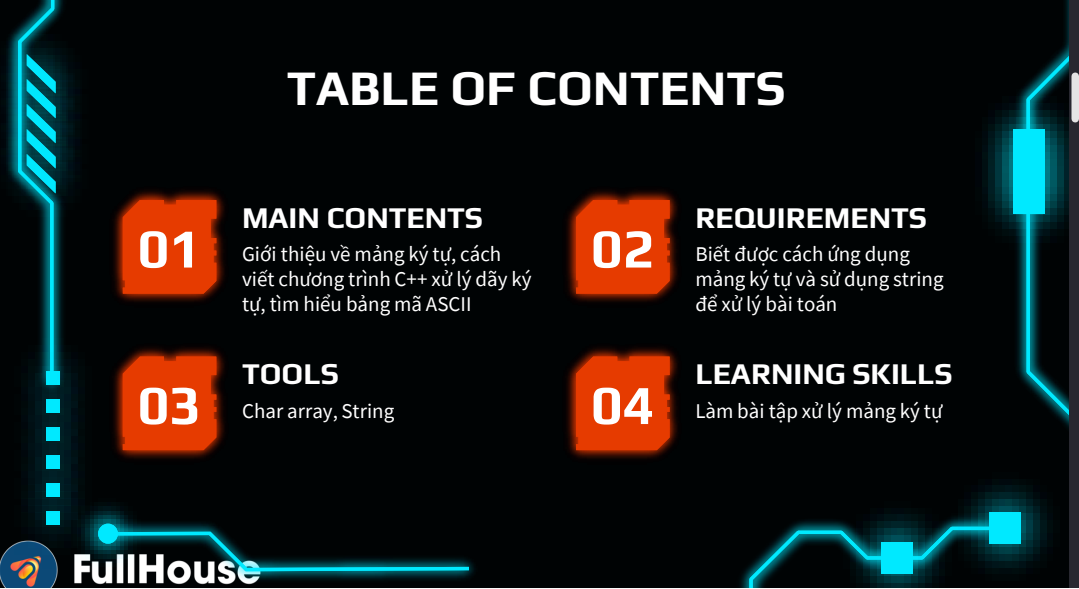 TABLE OF CONTENTS
01
MAIN CONTENTS
Giới thiệu về mảng ký tự, cách
viết chương trình C++ xử lý dãy ký
tự, tìm hiểu bảng mã ASCII
02
REQUIREMENTS
Biết được cách ứng dụng
mảng ký tự và sử dụng string
để xử lý bài toán
03
TOOLS
Char array, String
04
LEARNING SKILLS
Làm bài tập xử lý mảng ký tự
FullHouse